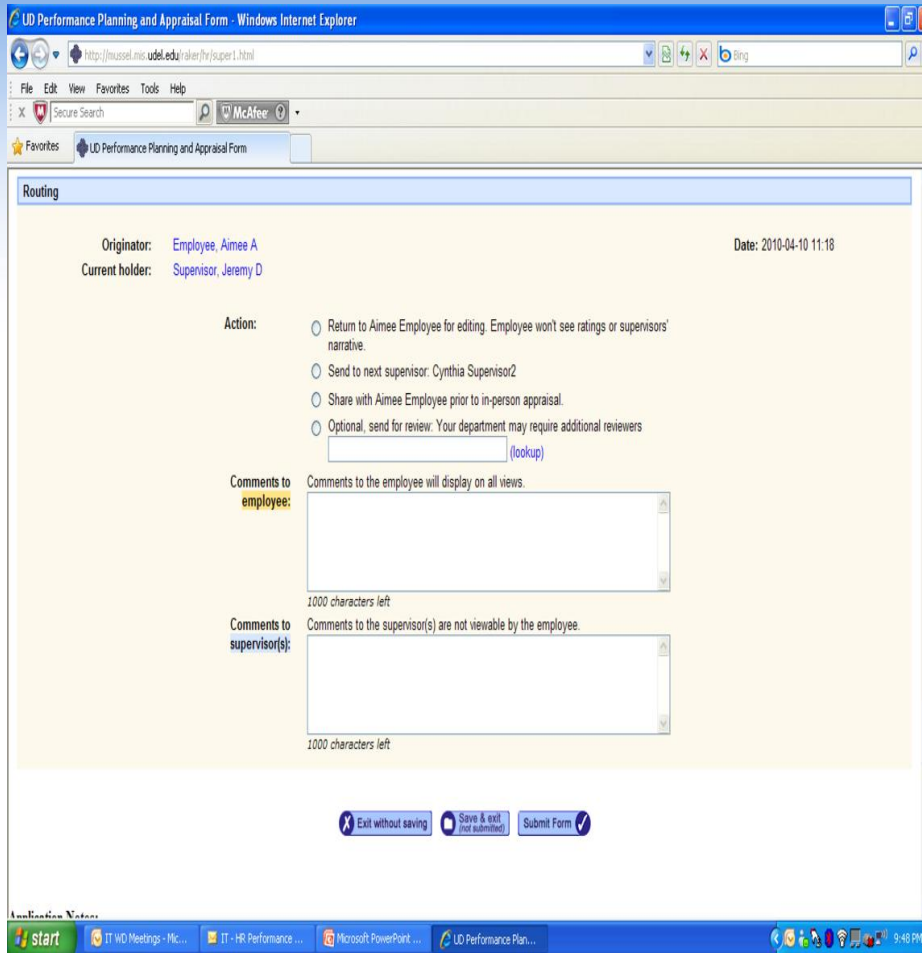 UD Performance Planning and Appraisal Form - Windows Internet Explorer
http://mussel.mis.udel.edu/raker/hr/super1.html
Bing
File Edit View Favorites Tools Help
X Secure Search McAfee
Favorites UD Performance Planning and Appraisal Form
Routing
Originator: Employee, Aimee A Date: 2010-04-10 11:18
Current holder: Supervisor, Jeremy D
Action: Return to Aimee Employee for editing. Employee won't see ratings or supervisors'
narrative.
Send to next supervisor: Cynthia Supervisor2
Share with Aimee Employee prior to in-person appraisal.
Optional, send for review: Your department may require additional reviewers
(lookup)
Comments to Comments to the employee will display on all views.
employee:
1000 characters left
Comments to Comments to the supervisor(s) are not viewable by the employee.
supervisor(s):
1000 characters left
Exit without saving Save & exit Submit Form
(not submitted)
Application Notes:
start IT WD Meetings - Mic... IT - HR Performance ... Microsoft PowerPoint ... UD Performance Plan... 9:48 PM